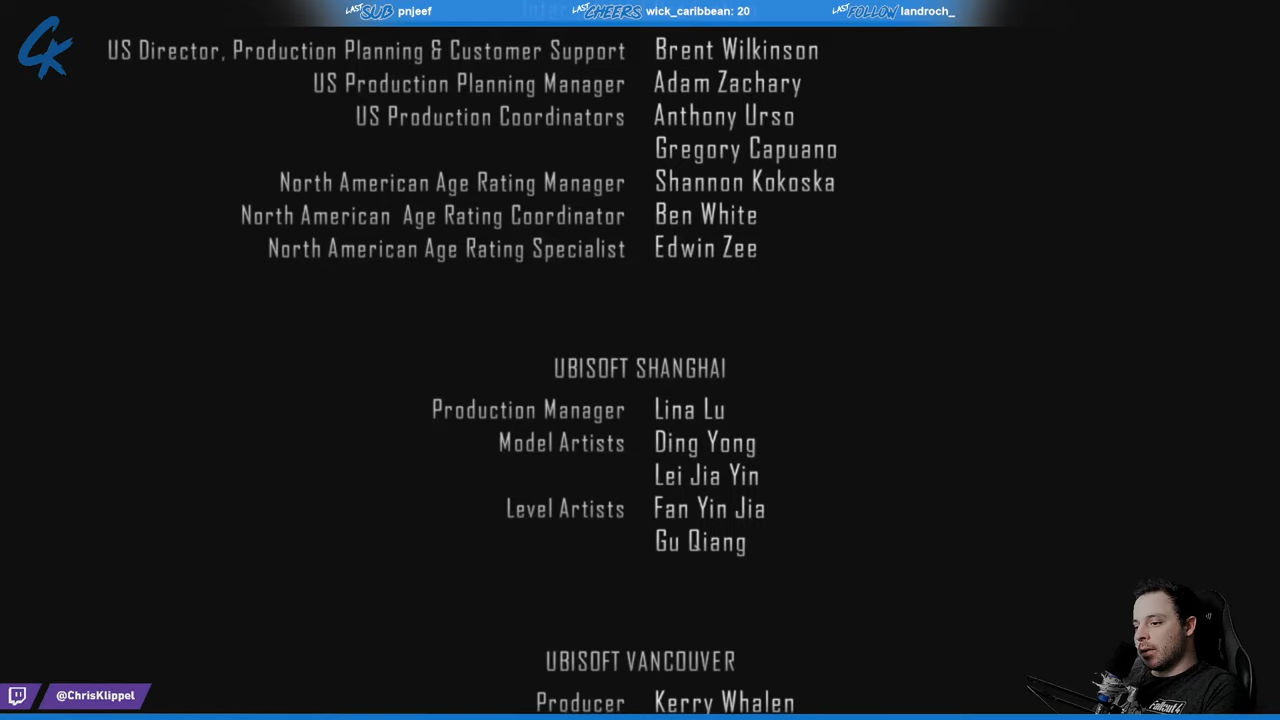 LAST SUB pnjeef LAST CHEERS wick_caribbean: 20 LAST FOLLOW landroch_
CK
US Director, Production Planning & Customer Support Brent Wilkinson
US Production Planning Manager Adam Zachary
US Production Coordinators Anthony Urso
Gregory Capuano
North American Age Rating Manager Shannon Kokoska
North American Age Rating Coordinator Ben White
North American Age Rating Specialist Edwin Zee
UBISOFT SHANGHAI
Production Manager Lina Lu
Model Artists Ding Yong
Lei Jia Yin
Level Artists Fan Yin Jia
Gu Qiang
UBISOFT VANCOUVER
Producer Kerry Whalen
@ChrisKlippel
Fallout 4